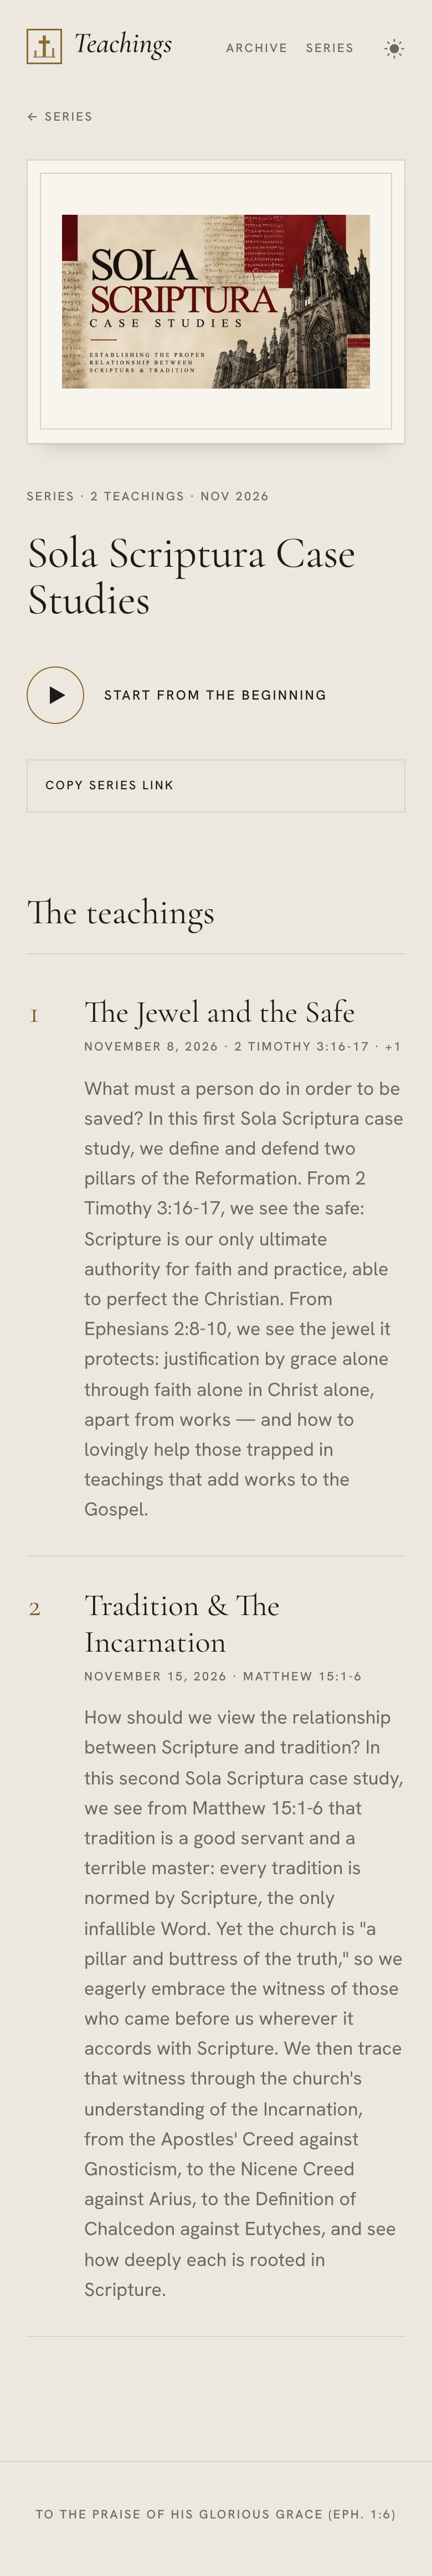 Teachings
ARCHIVE SERIES
← SERIES
SOLA
SCRIPTURA
CASE STUDIES
ESTABLISHING THE PROPER
RELATIONSHIP BETWEEN
SCRIPTURE & TRADITION
SERIES · 2 TEACHINGS · NOV 2026
Sola Scriptura Case
Studies
START FROM THE BEGINNING
COPY SERIES LINK
The teachings
1
The Jewel and the Safe
NOVEMBER 8, 2026 · 2 TIMOTHY 3:16-17 · +1
What must a person do in order to be
saved? In this first Sola Scriptura case
study, we define and defend two
pillars of the Reformation. From 2
Timothy 3:16-17, we see the safe:
Scripture is our only ultimate
authority for faith and practice, able
to perfect the Christian. From
Ephesians 2:8-10, we see the jewel it
protects: justification by grace alone
through faith alone in Christ alone,
apart from works — and how to
lovingly help those trapped in
teachings that add works to the
Gospel.
2
Tradition & The
Incarnation
NOVEMBER 15, 2026 · MATTHEW 15:1-6
How should we view the relationship
between Scripture and tradition? In
this second Sola Scriptura case study,
we see from Matthew 15:1-6 that
tradition is a good servant and a
terrible master: every tradition is
normed by Scripture, the only
infallible Word. Yet the church is "a
pillar and buttress of the truth," so we
eagerly embrace the witness of those
who came before us wherever it
accords with Scripture. We then trace
that witness through the church's
understanding of the Incarnation,
from the Apostles' Creed against
Gnosticism, to the Nicene Creed
against Arius, to the Definition of
Chalcedon against Eutyches, and see
how deeply each is rooted in
Scripture.
TO THE PRAISE OF HIS GLORIOUS GRACE (EPH. 1:6)